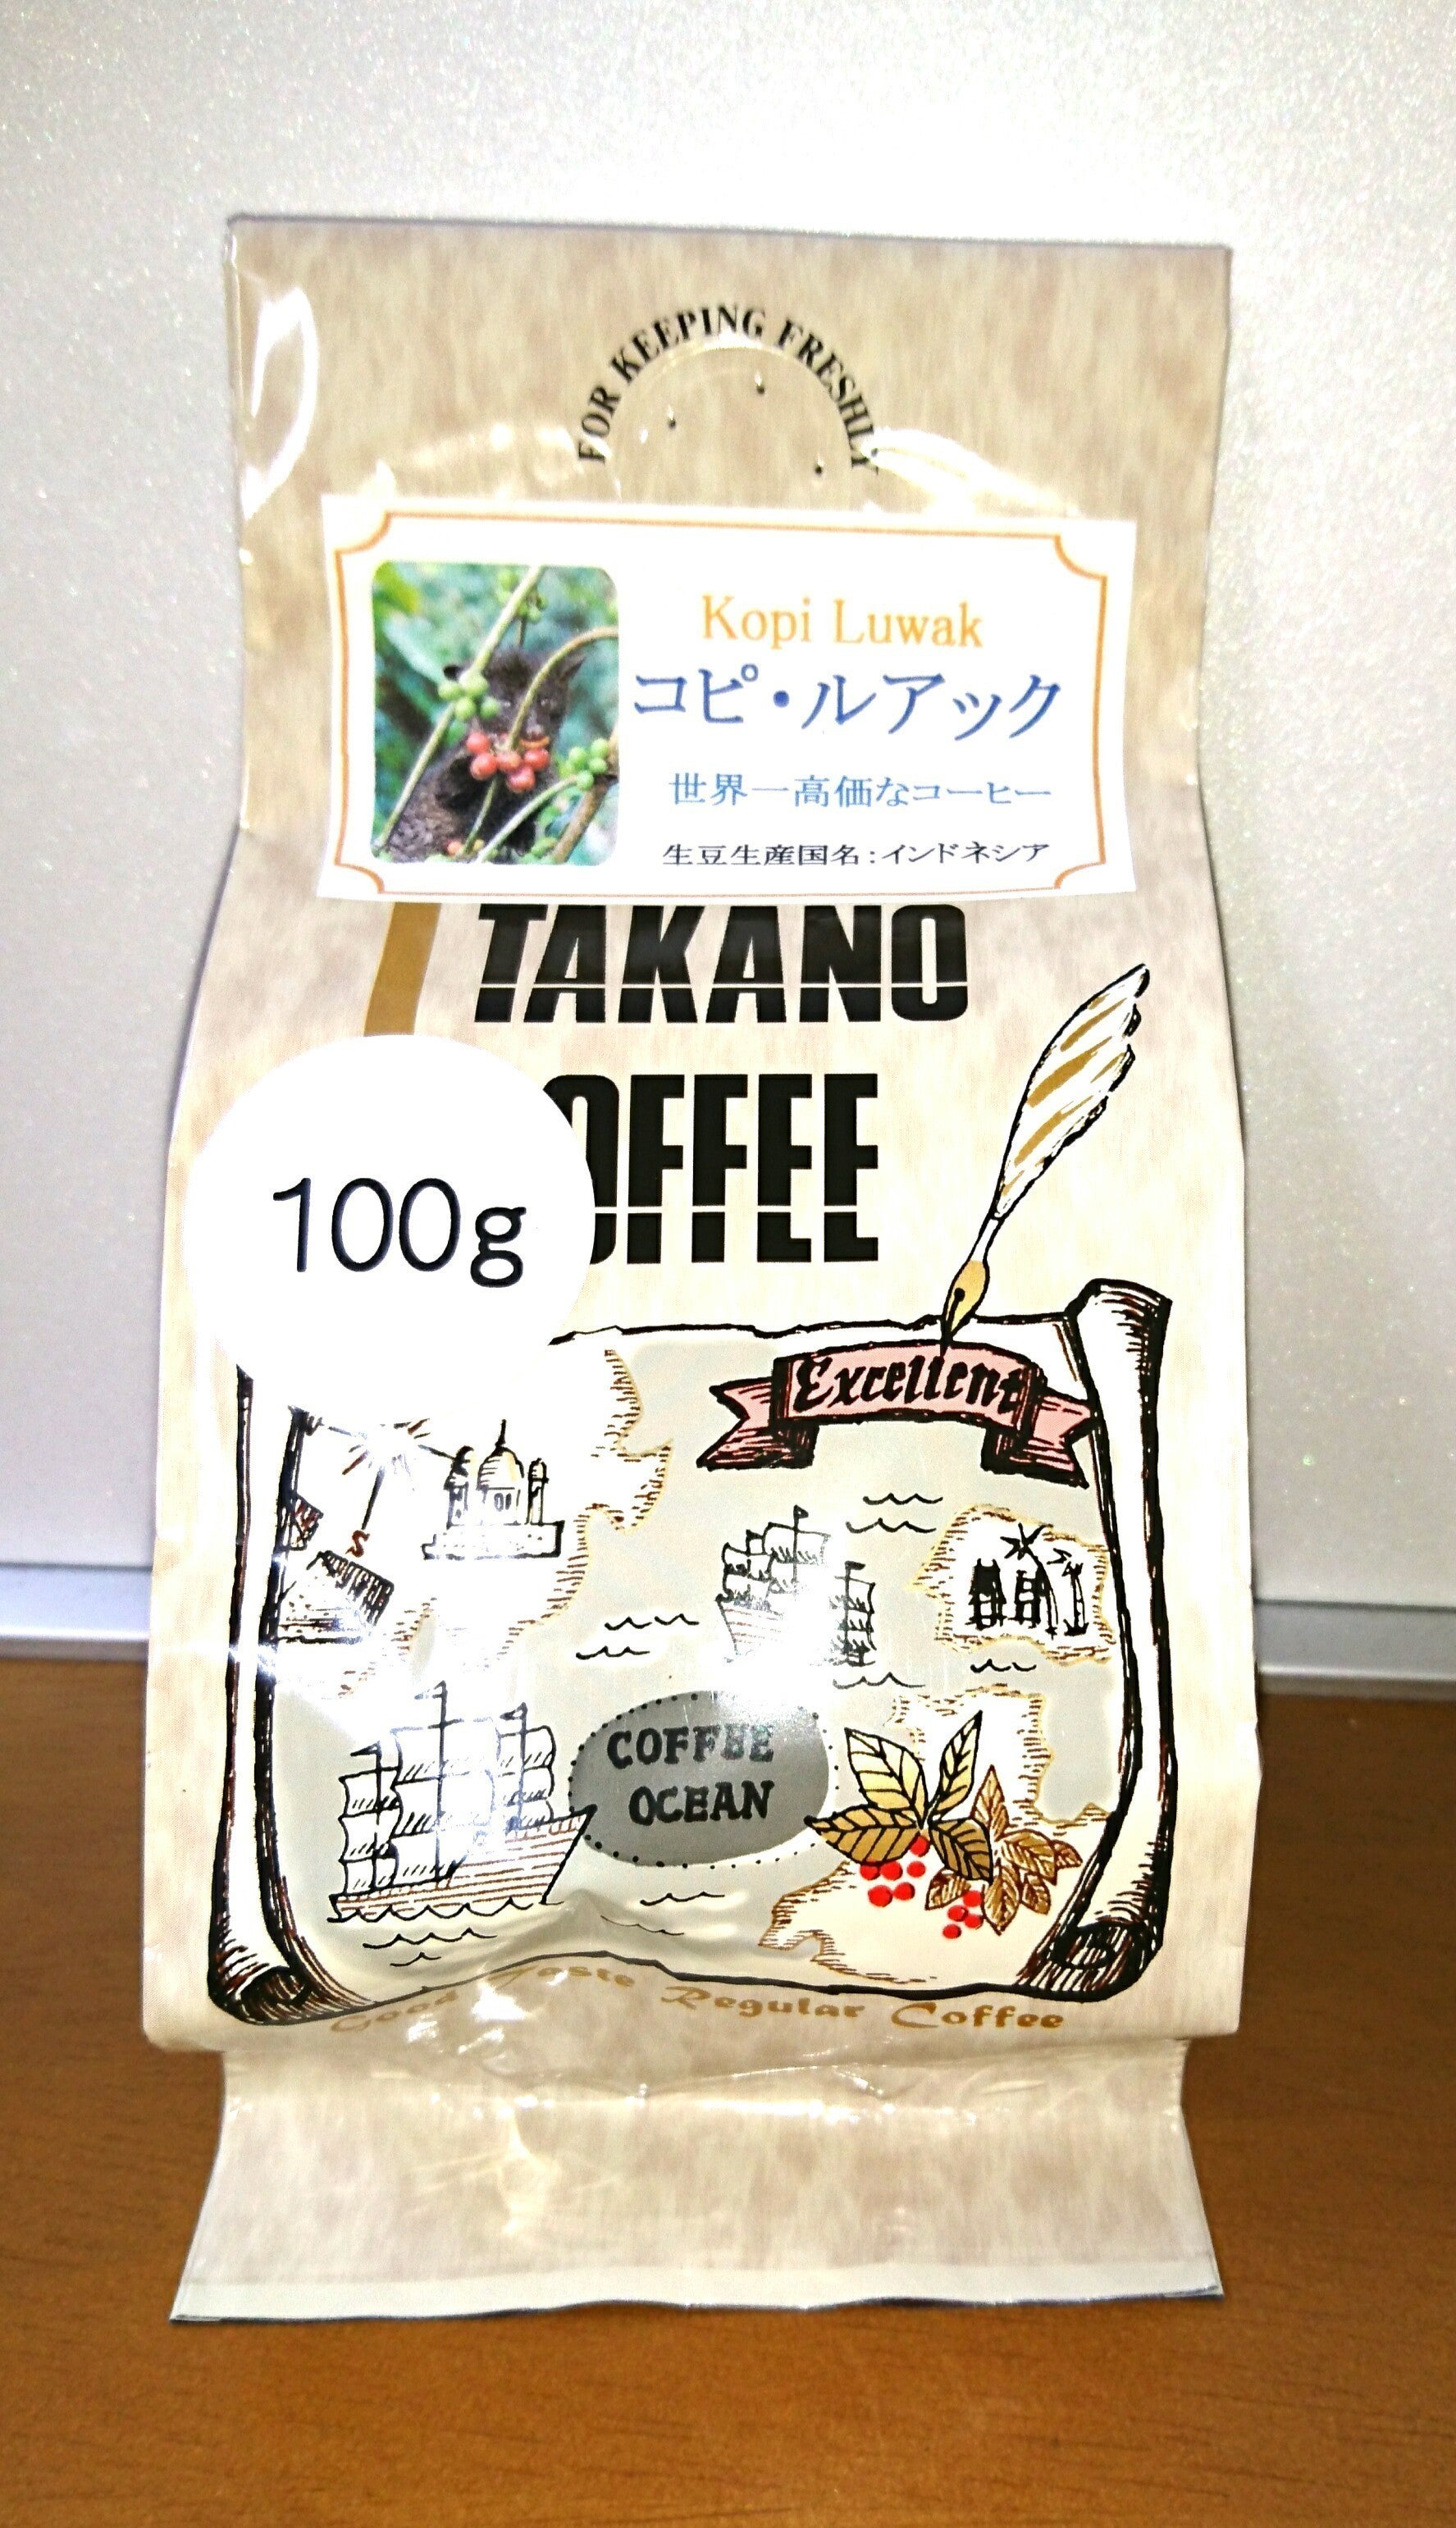 FOR KEEPING FRESHLY
Kopi Luwak
コピ・ルアック
世界一高価なコーヒー
生豆生産国名:インドネシア
TAKANO
OFFEE
100g
Excellent
COFFEE
OCEAN
Good Taste Regular Coffee